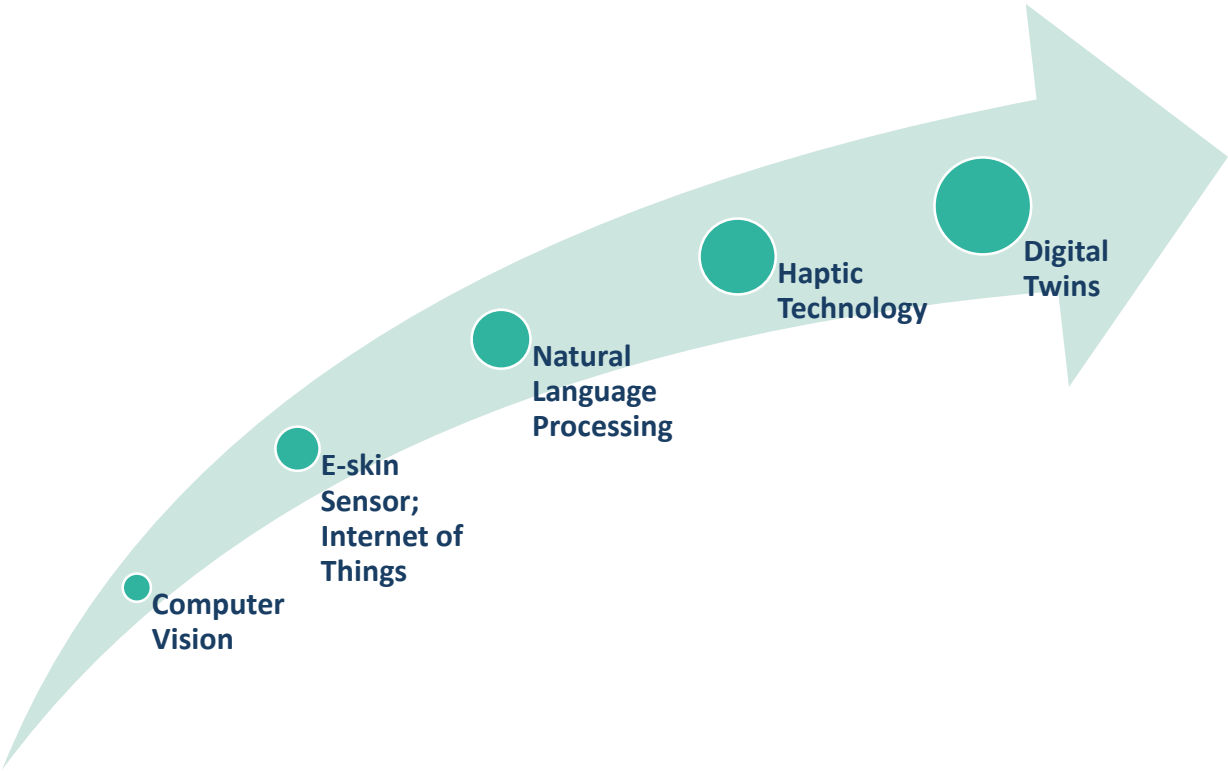 Computer
Vision
E-skin
Sensor;
Internet of
Things
Natural
Language
Processing
Haptic
Technology
Digital
Twins